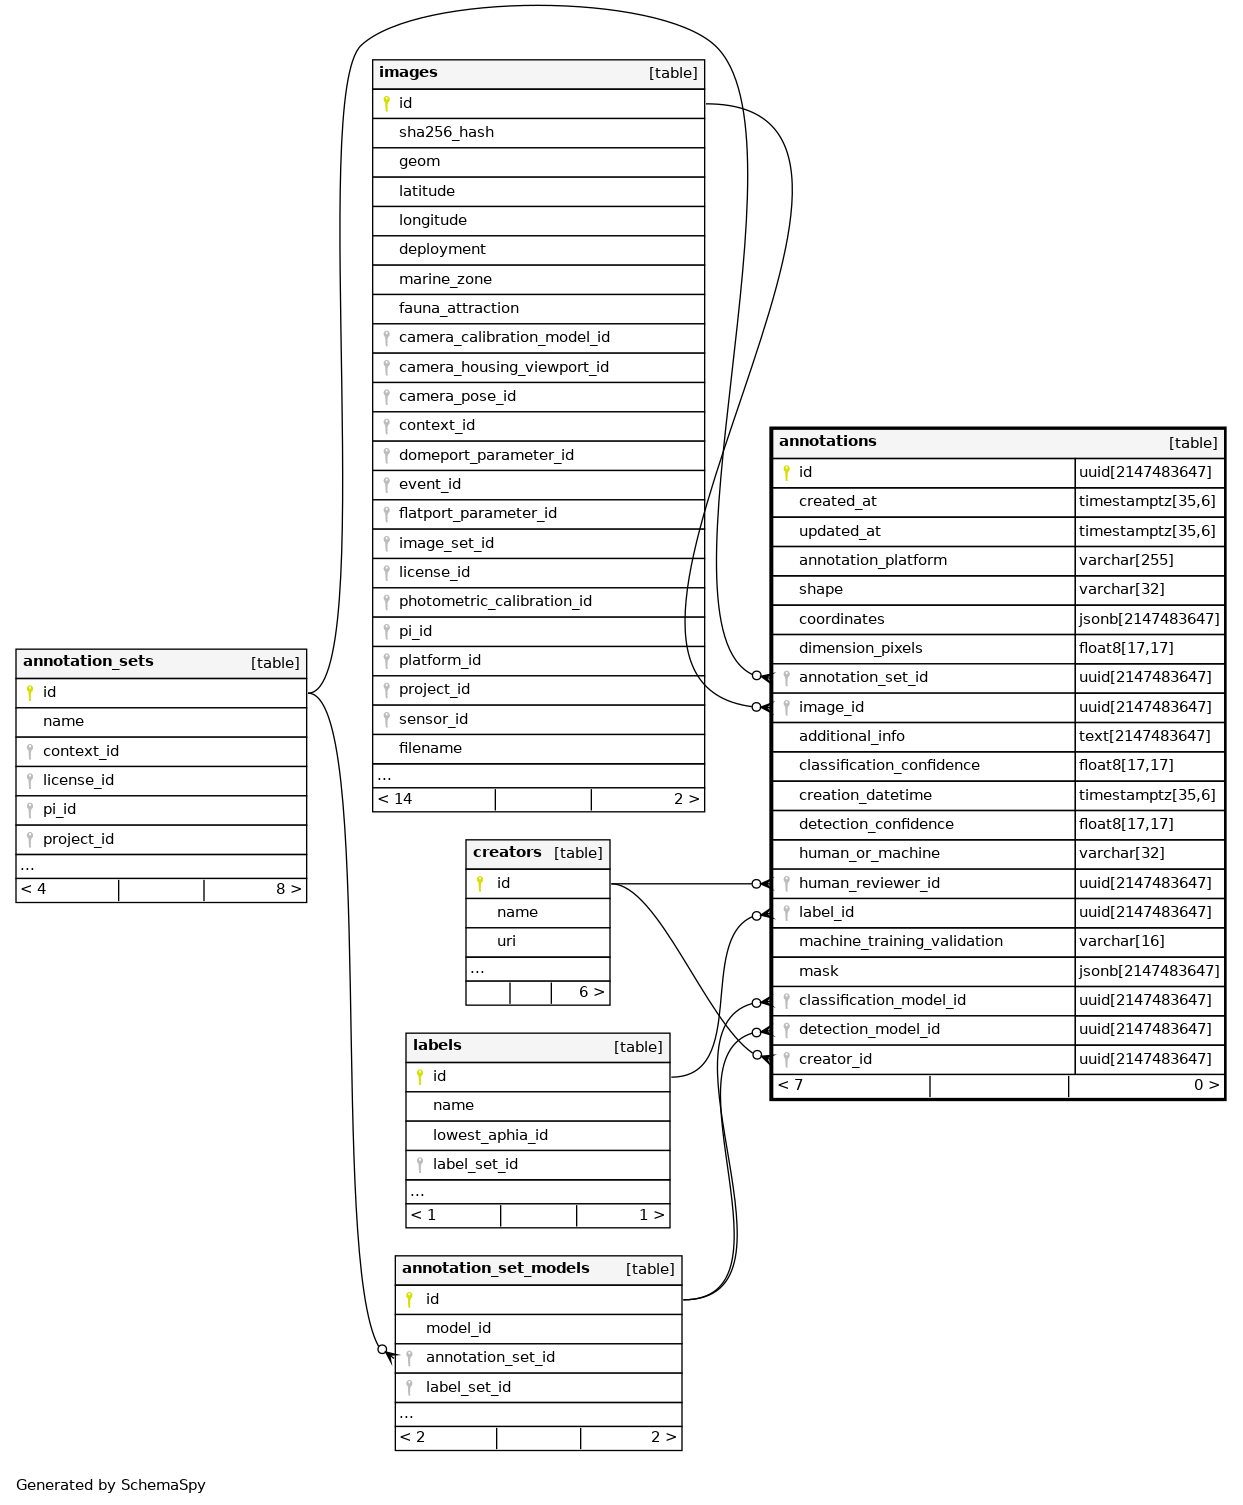 images [table]
id
sha256_hash
geom
latitude
longitude
deployment
marine_zone
fauna_attraction
camera_calibration_model_id
camera_housing_viewport_id
camera_pose_id
context_id
domeport_parameter_id
event_id
flatport_parameter_id
image_set_id
license_id
photometric_calibration_id
pi_id
platform_id
project_id
sensor_id
filename
...
< 14 2 >
annotations [table]
id uuid[2147483647]
created_at timestamptz[35,6]
updated_at timestamptz[35,6]
annotation_platform varchar[255]
shape varchar[32]
coordinates jsonb[2147483647]
dimension_pixels float8[17,17]
annotation_set_id uuid[2147483647]
image_id uuid[2147483647]
additional_info text[2147483647]
classification_confidence float8[17,17]
creation_datetime timestamptz[35,6]
detection_confidence float8[17,17]
human_or_machine varchar[32]
human_reviewer_id uuid[2147483647]
label_id uuid[2147483647]
machine_training_validation varchar[16]
mask jsonb[2147483647]
classification_model_id uuid[2147483647]
detection_model_id uuid[2147483647]
creator_id uuid[2147483647]
< 7 0 >
annotation_sets [table]
id
name
context_id
license_id
pi_id
project_id
...
< 4 8 >
creators [table]
id
name
uri
...
6 >
labels [table]
id
name
lowest_aphia_id
label_set_id
...
< 1 1 >
annotation_set_models [table]
id
model_id
annotation_set_id
label_set_id
...
< 2 2 >
Generated by SchemaSpy